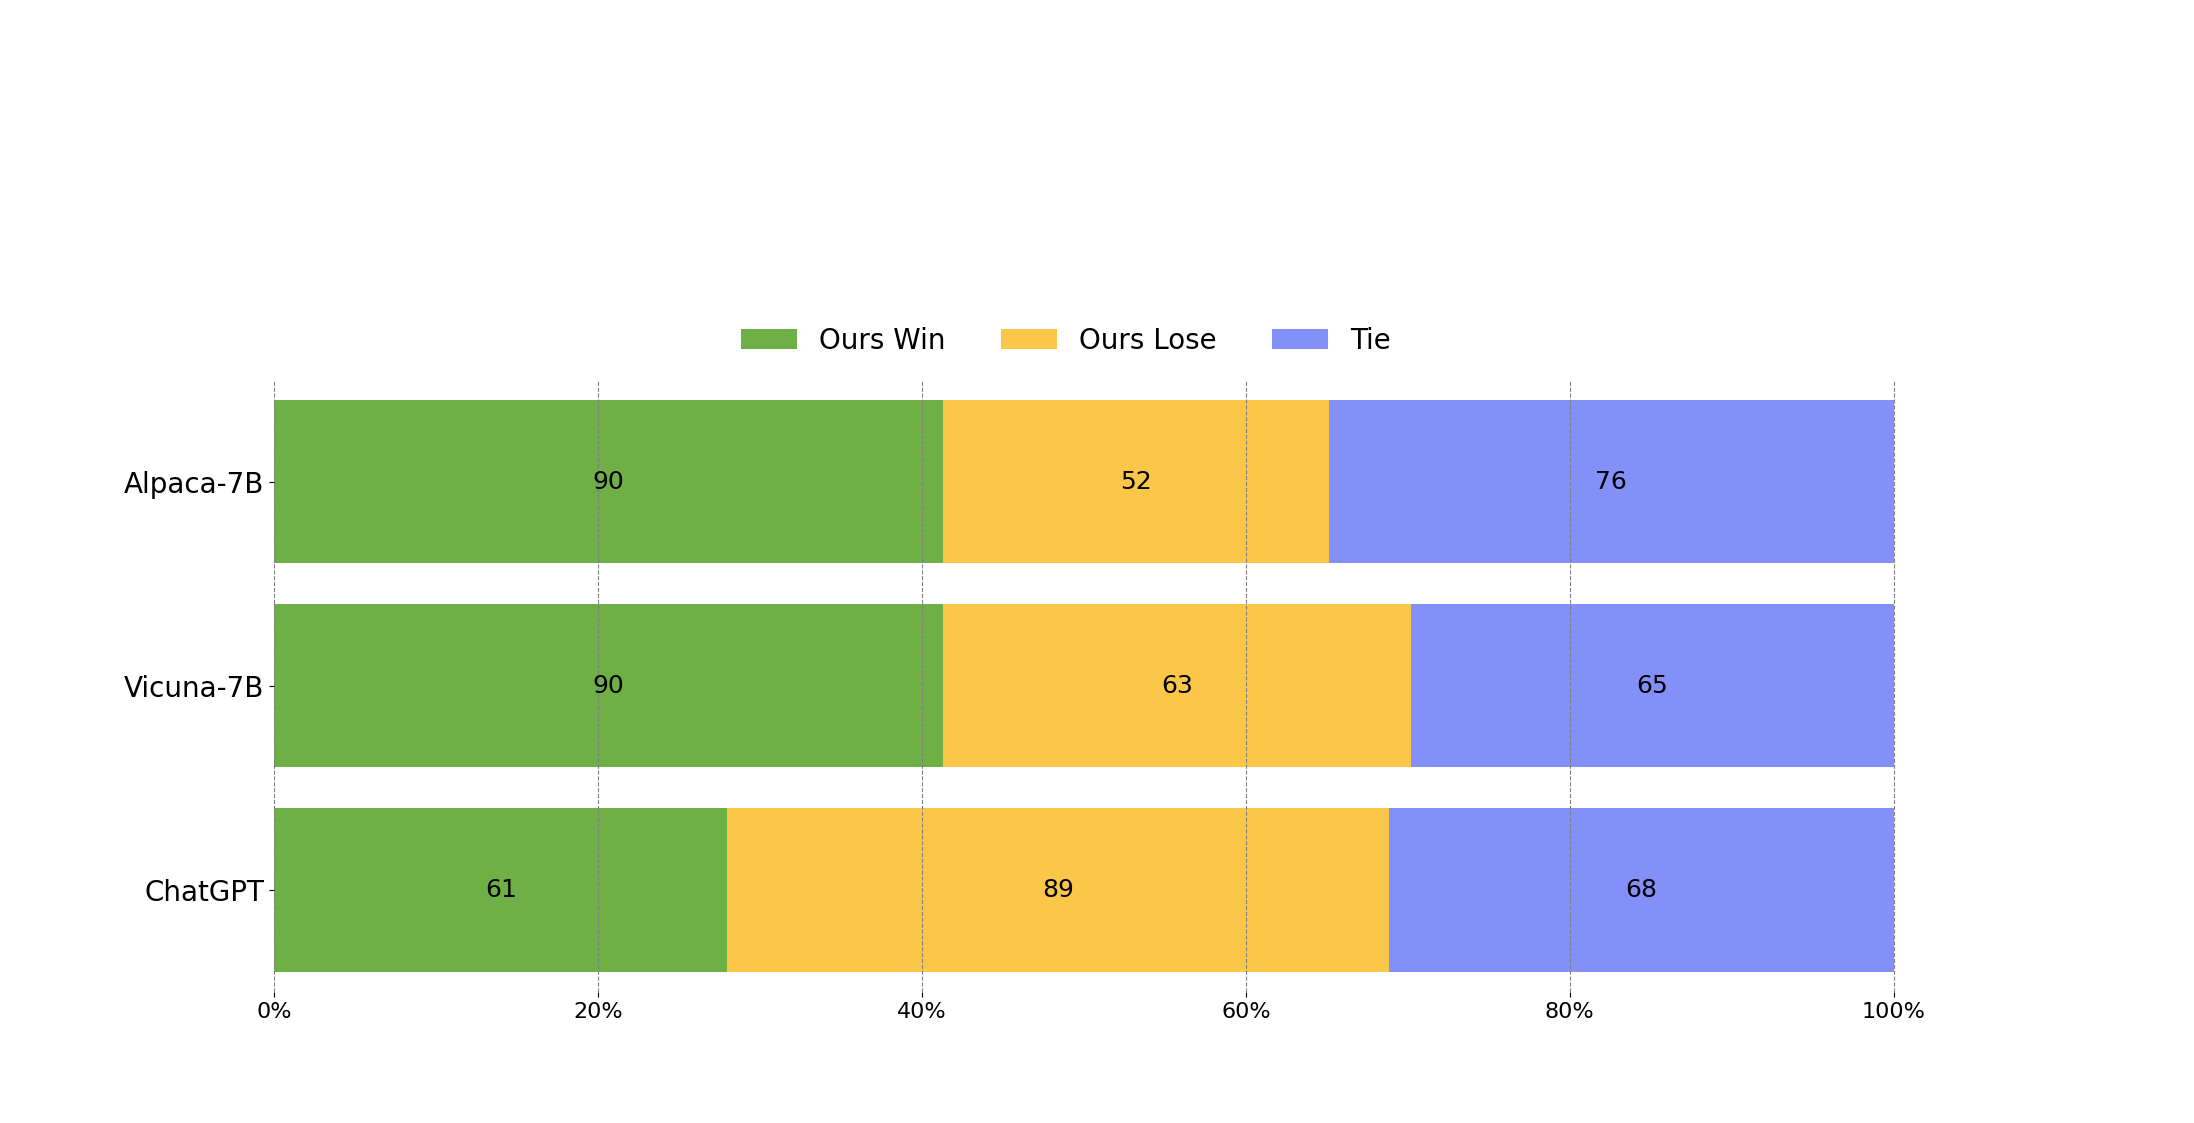 Ours Win Ours Lose Tie
Alpaca-7B 90 52 76
Vicuna-7B 90 63 65
ChatGPT 61 89 68
0% 20% 40% 60% 80% 100%